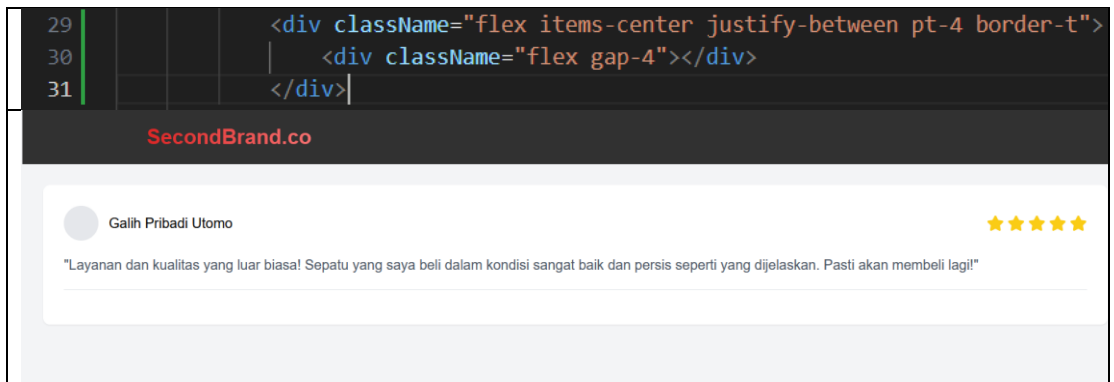 29 <div className="flex items-center justify-between pt-4 border-t">
30 <div className="flex gap-4"></div>
31 </div>
SecondBrand.co
Galih Pribadi Utomo
"Layanan dan kualitas yang luar biasa! Sepatu yang saya beli dalam kondisi sangat baik dan persis seperti yang dijelaskan. Pasti akan membeli lagi!"